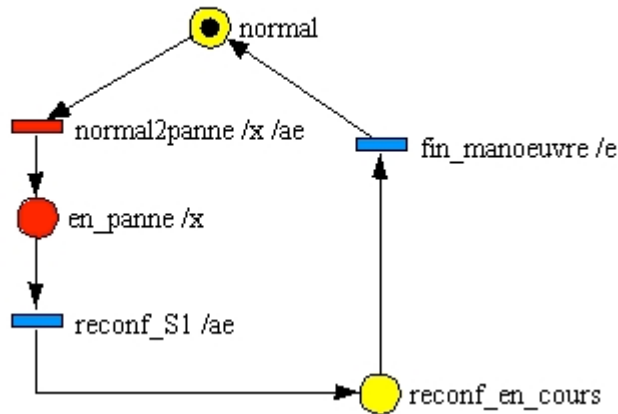 normal
normal2panne /x /ae
fin_manoeuvre /e
en_panne /x
reconf_S1 /ae
reconf_en_cours